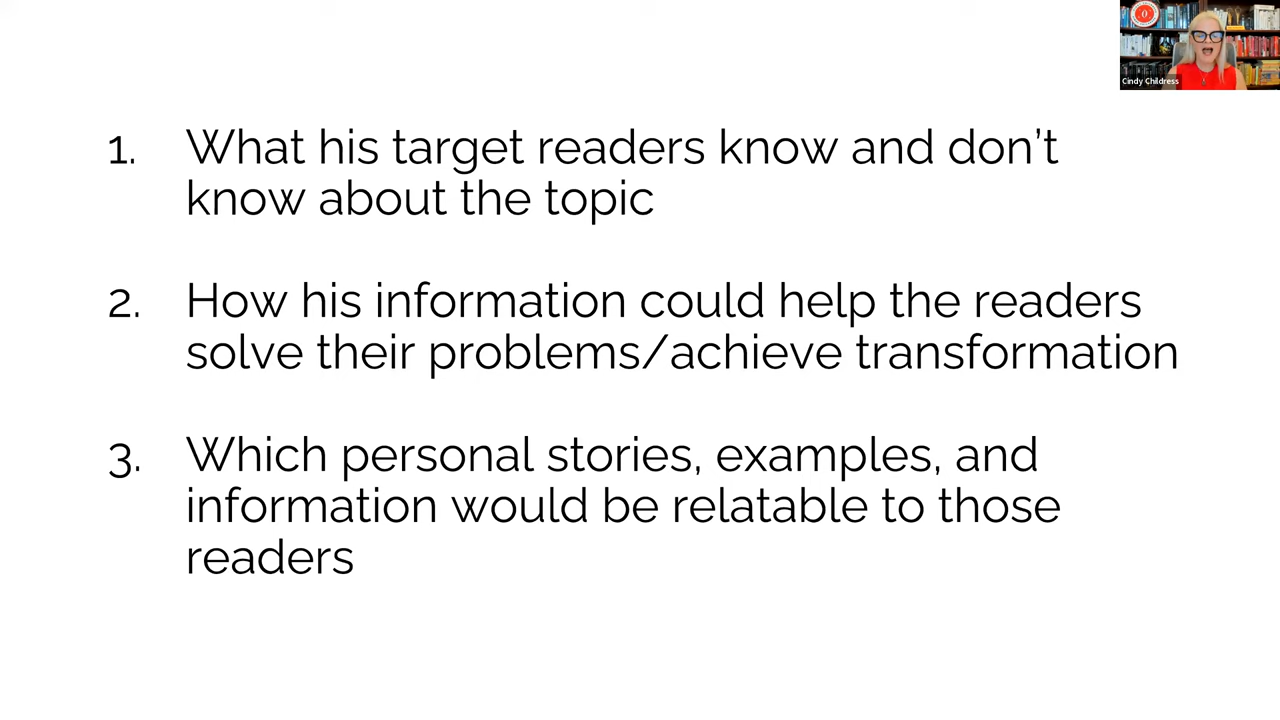 Cindy Childress
1. What his target readers know and don't
know about the topic
2. How his information could help the readers
solve their problems/achieve transformation
3. Which personal stories, examples, and
information would be relatable to those
readers